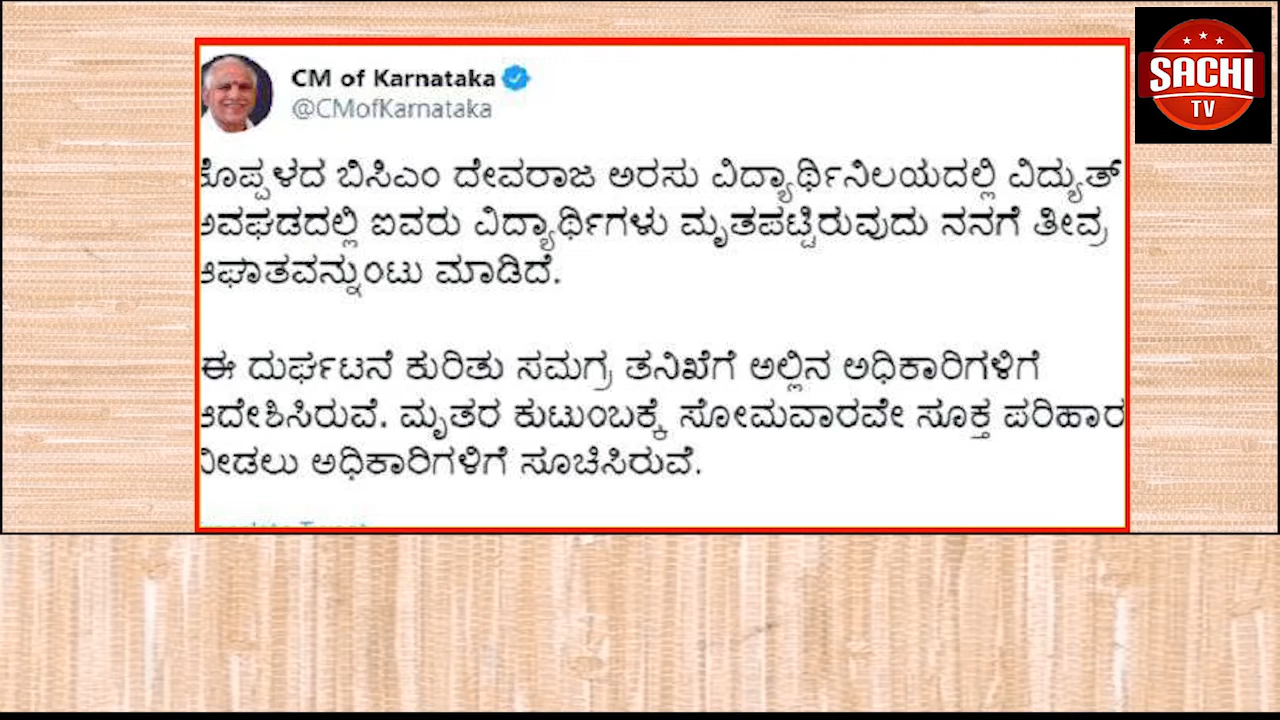 SACHI
TV
CM of Karnataka
@CMofKarnataka
ಕೊಪ್ಪಳದ ಬಿಸಿಎಂ ದೇವರಾಜ ಅರಸು ವಿದ್ಯಾರ್ಥಿನಿಲಯದಲ್ಲಿ ವಿದ್ಯುತ್
ಅವಘಡದಲ್ಲಿ ಐವರು ವಿದ್ಯಾರ್ಥಿಗಳು ಮೃತಪಟ್ಟಿರುವುದು ನನಗೆ ತೀವ್ರ
ಆಘಾತವನ್ನುಂಟು ಮಾಡಿದೆ.
ಈ ದುರ್ಘಟನೆ ಕುರಿತು ಸಮಗ್ರ ತನಿಖೆಗೆ ಅಲ್ಲಿನ ಅಧಿಕಾರಿಗಳಿಗೆ
ಆದೇಶಿಸಿರುವೆ. ಮೃತರ ಕುಟುಂಬಕ್ಕೆ ಸೋಮವಾರವೇ ಸೂಕ್ತ ಪರಿಹಾರ
ನೀಡಲು ಅಧಿಕಾರಿಗಳಿಗೆ ಸೂಚಿಸಿರುವೆ.